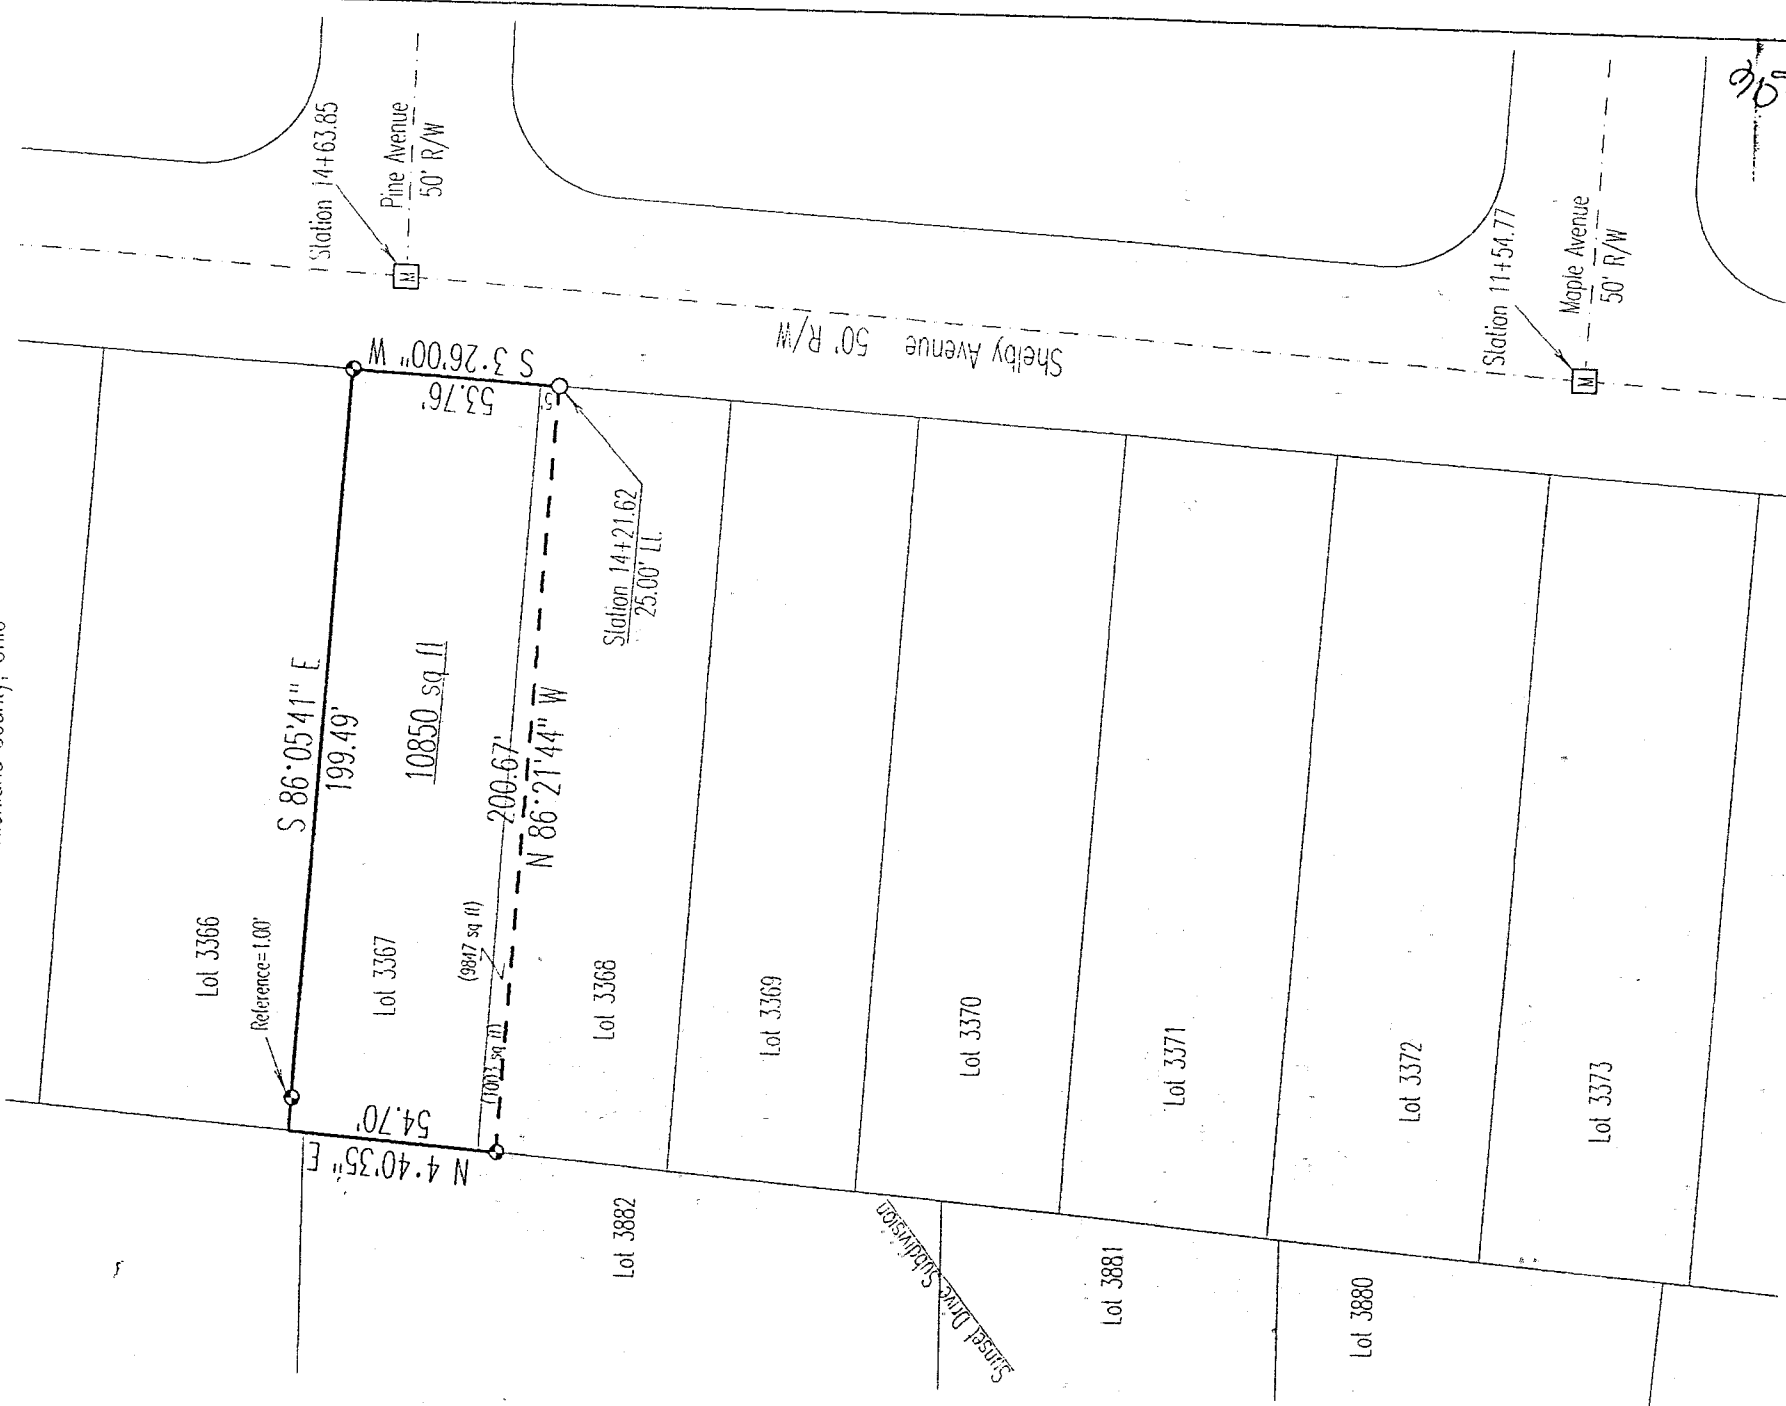 Station 14+63.85
Pine Avenue
50' R/W
Station 11+54.77
Maple Avenue
50' R/W
Shelby Avenue 50' R/W
S 3°26'00" W
53.76'
5'
Station 14+21.62
25.00' Lt.
S 86°05'41" E
199.49'
10850 sq ft
200.67'
N 86°21'44" W
Reference=1.00'
(9847 sq ft)
(1003 sq ft)
54.70'
N 4°40'35" E
Lot 3366
Lot 3367
Lot 3368
Lot 3369
Lot 3370
Lot 3371
Lot 3372
Lot 3373
Lot 3882
Sunset Drive Subdivision
Lot 3881
Lot 3880